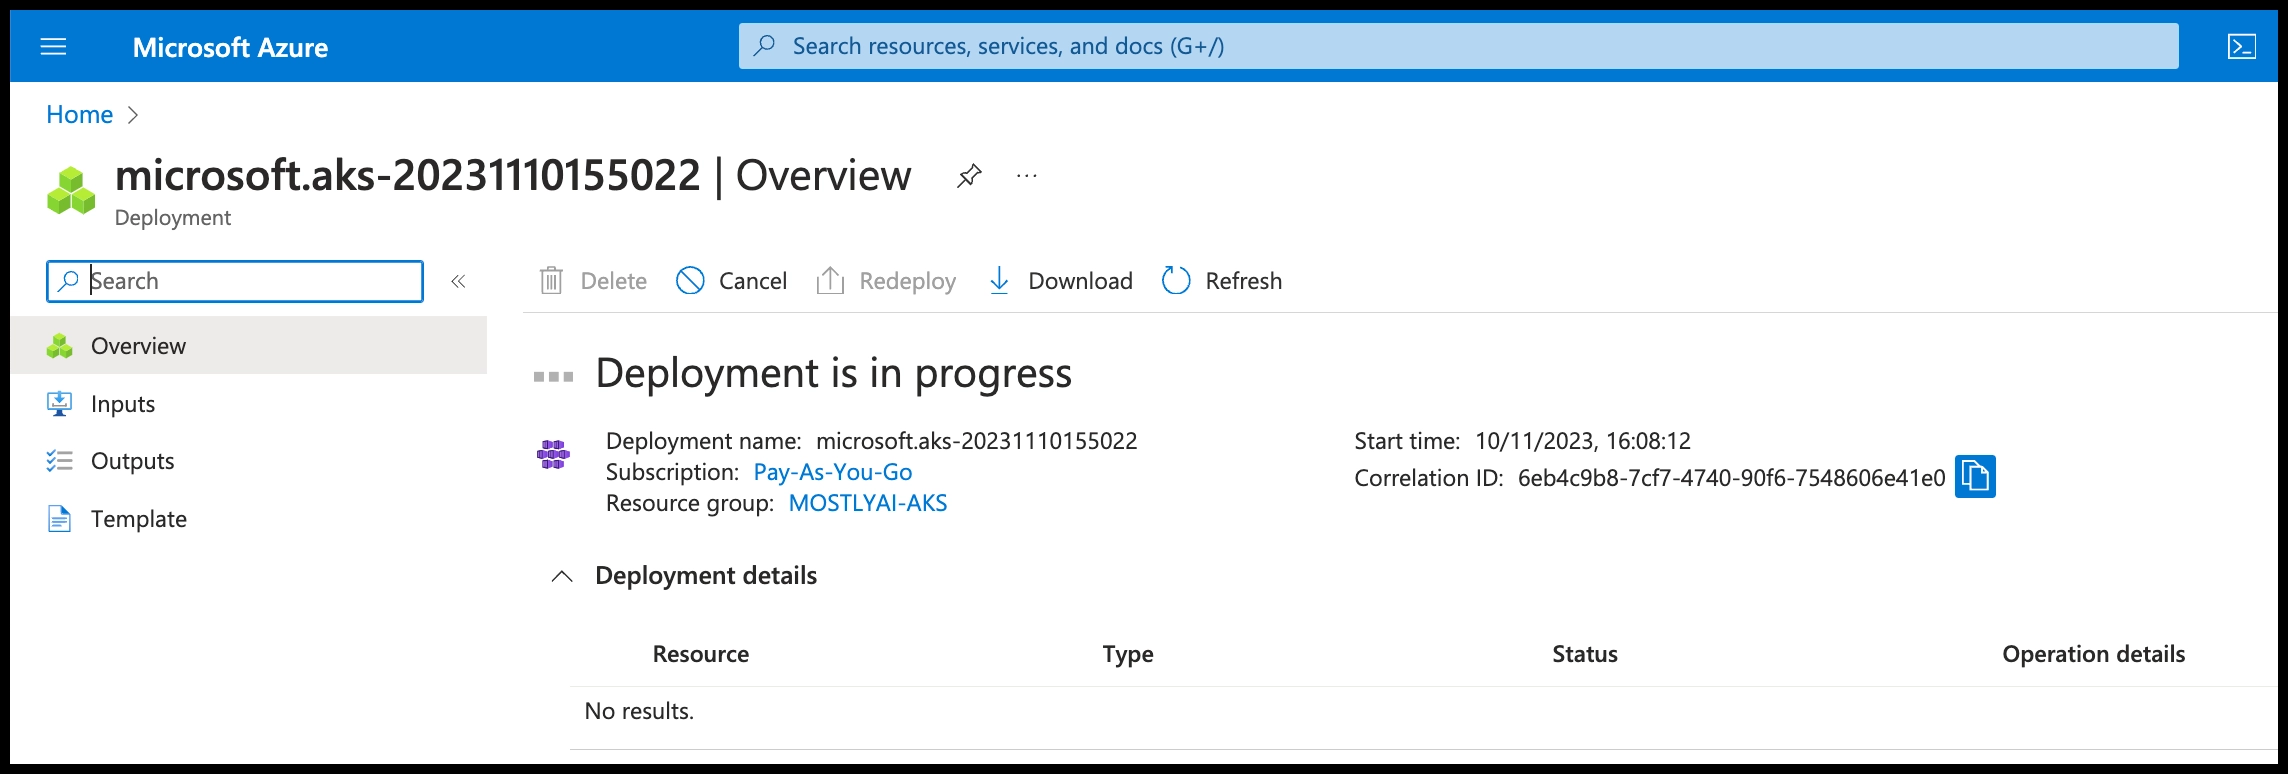 Microsoft Azure
Search resources, services, and docs (G+/)
Home
microsoft.aks-20231110155022 | Overview
Deployment
Search
Delete
Cancel
Redeploy
Download
Refresh
Overview
Inputs
Outputs
Template
Deployment is in progress
Deployment name: microsoft.aks-20231110155022
Subscription: Pay-As-You-Go
Resource group: MOSTLYAI-AKS
Start time: 10/11/2023, 16:08:12
Correlation ID: 6eb4c9b8-7cf7-4740-90f6-7548606e41e0
Deployment details
Resource Type Status Operation details
No results.